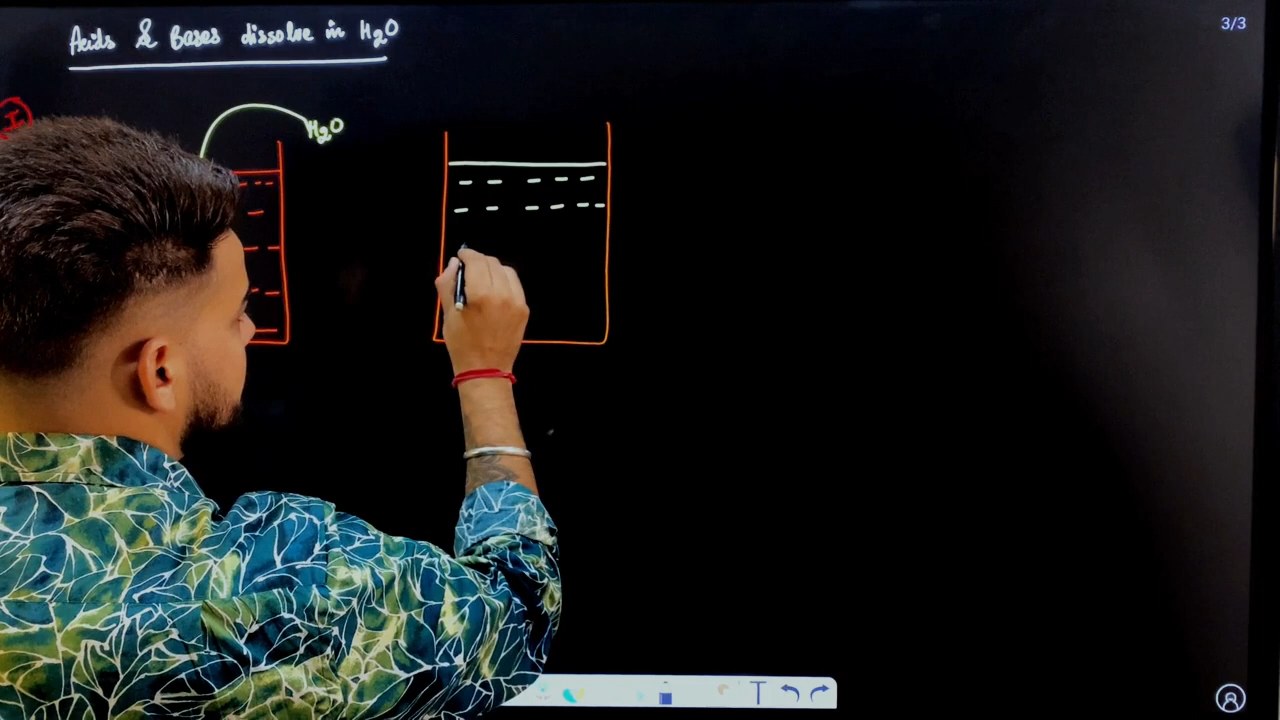 Acids & Bases dissolve in H₂O
3/3
I
H₂O
T